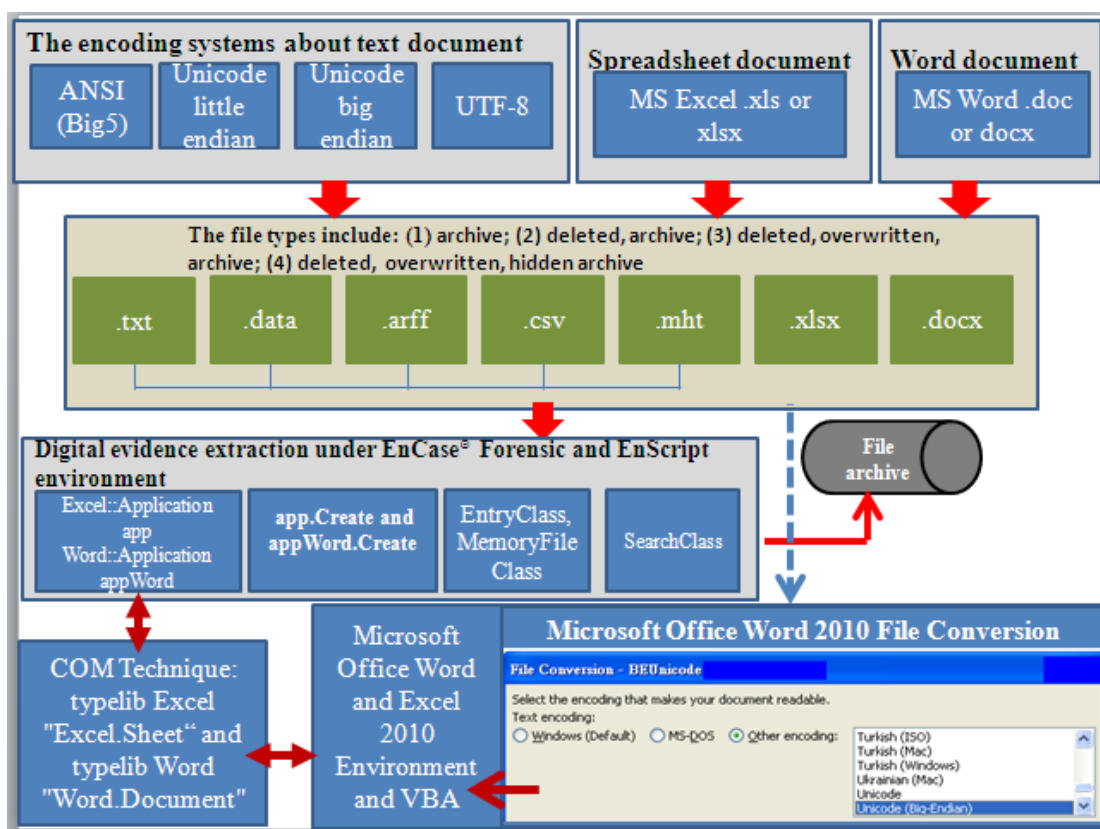 The encoding systems about text document
ANSI
(Big5)
Unicode
little
endian
Unicode
big
endian
UTF-8
Spreadsheet document
MS Excel .xls or
xlsx
Word document
MS Word .doc
or docx
The file types include: (1) archive; (2) deleted, archive; (3) deleted, overwritten,
archive; (4) deleted, overwritten, hidden archive
.txt
.data
.arff
.csv
.mht
.xlsx
.docx
Digital evidence extraction under EnCase® Forensic and EnScript
environment
Excel::Application
app
Word::Application
appWord
app.Create and
appWord.Create
EntryClass,
MemoryFile
Class
SearchClass
File
archive
COM Technique:
typelib Excel
"Excel.Sheet“ and
typelib Word
"Word.Document"
Microsoft
Office Word
and Excel
2010
Environment
and VBA
Microsoft Office Word 2010 File Conversion
File Conversion - BEUnicode
Select the encoding that makes your document readable.
Text encoding:
Windows (Default) MS-DOS Other encoding:
Turkish (ISO)
Turkish (Mac)
Turkish (Windows)
Ukrainian (Mac)
Unicode
Unicode (Big-Endian)